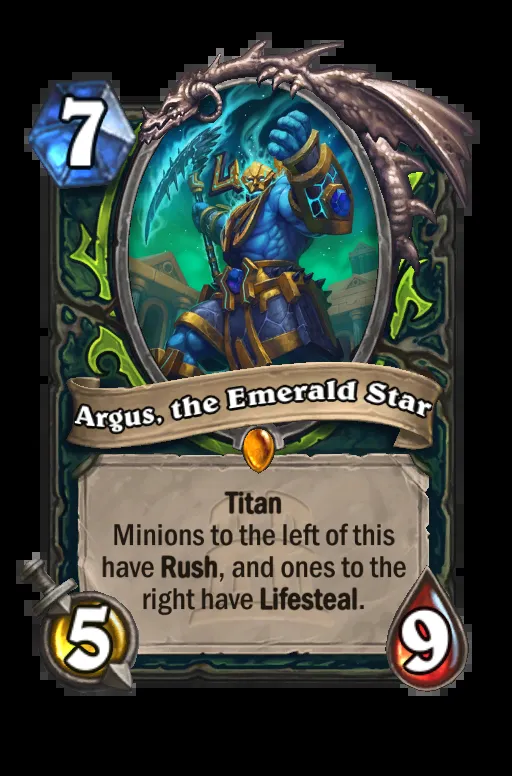 7
Argus, the Emerald Star
Titan
Minions to the left of this
have Rush, and ones to the
right have Lifesteal.
5
9